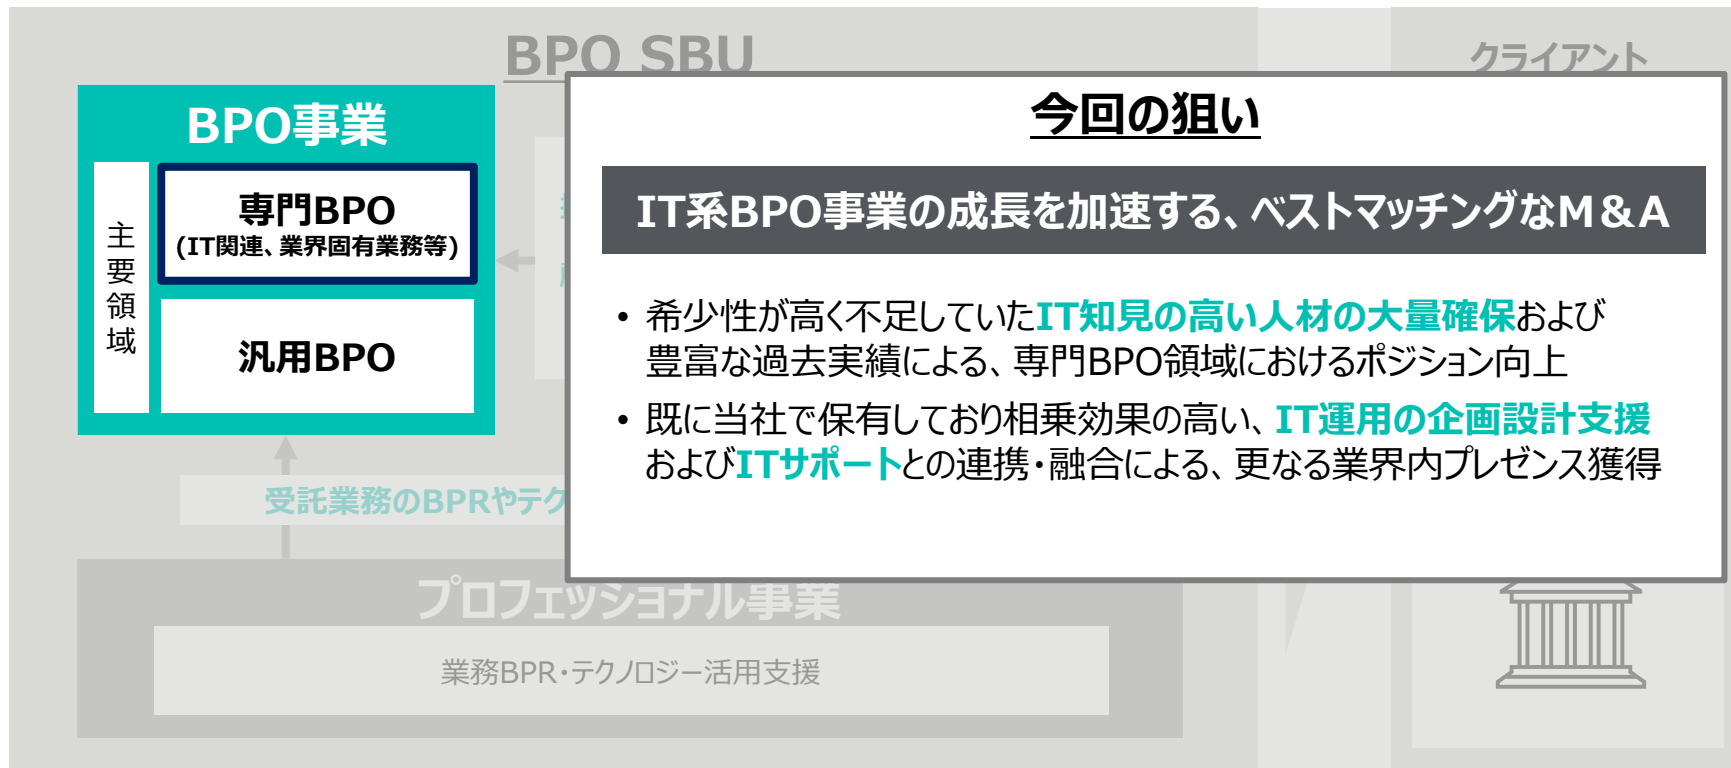 BPO SBU
クライアント
BPO事業
主要領域
専門BPO
(IT関連、業界固有業務等)
汎用BPO
今回の狙い
IT系BPO事業の成長を加速する、ベストマッチングなM&A
• 希少性が高く不足していたIT知見の高い人材の大量確保および
豊富な過去実績による、専門BPO領域におけるポジション向上
• 既に当社で保有しており相乗効果の高い、IT運用の企画設計支援
およびITサポートとの連携・融合による、更なる業界内プレゼンス獲得
受託業務のBPRやテク
プロフェッショナル事業
業務BPR・テクノロジー活用支援